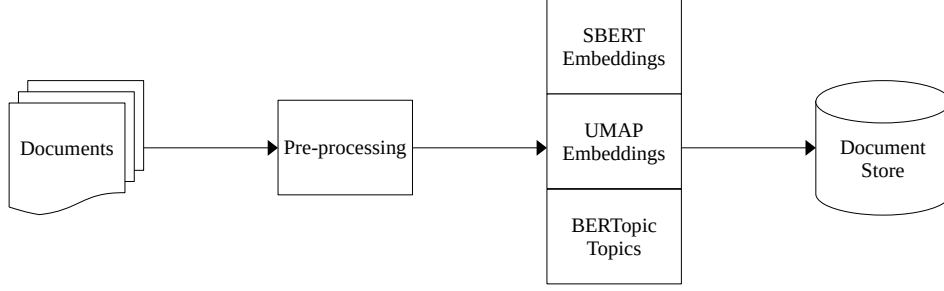 Documents
Pre-processing
SBERT
Embeddings
UMAP
Embeddings
BERTopic
Topics
Document
Store